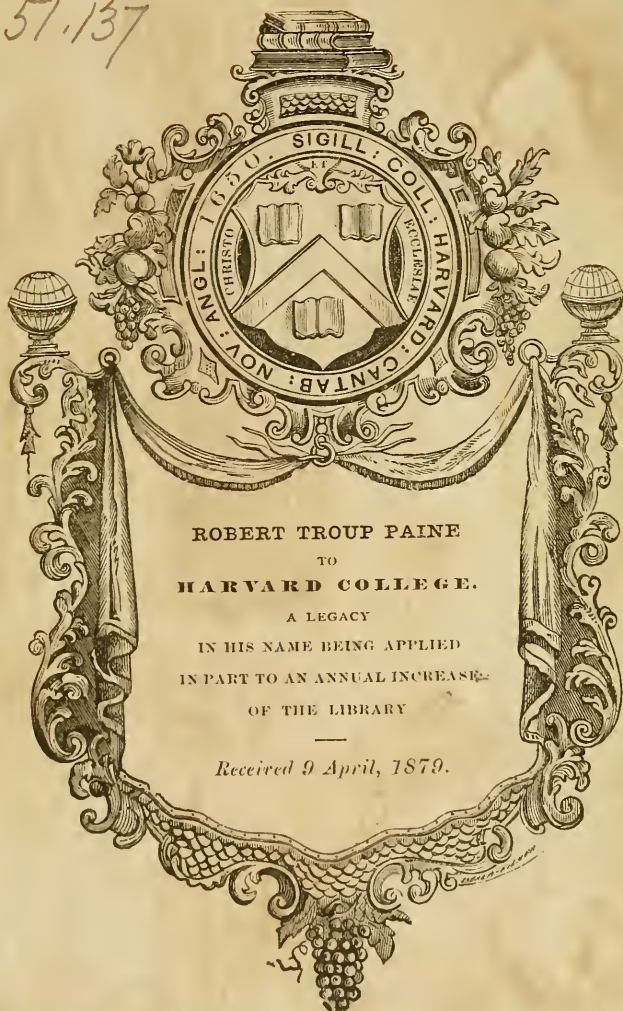 51.137
SIGILL: COLL: HARVARD: CANTAB: NOV: ANGL: 1650.
ET
CHRISTO
ECCLESIAE
ROBERT TROUP PAINE
TO
HARVARD COLLEGE.
A LEGACY
IN HIS NAME BEING APPLIED
IN PART TO AN ANNUAL INCREASE
OF THE LIBRARY
Received 9 April, 1879.